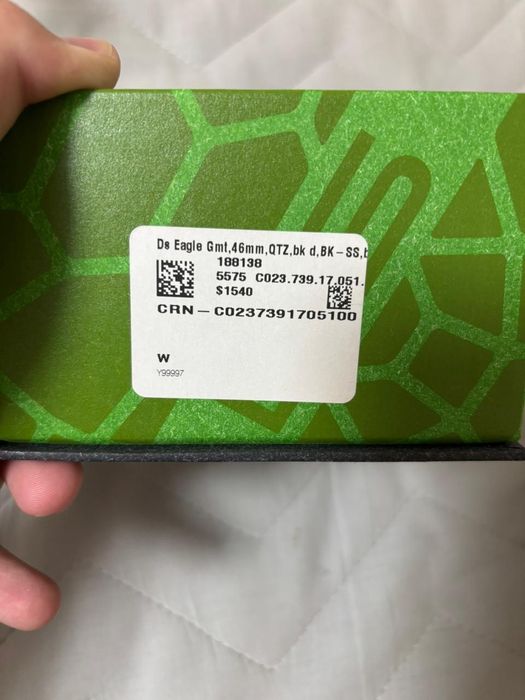 Ds Eagle Gmt,46mm,QTZ,bk d,BK-SS,b
188138
5575 C023.739.17.051.
$1540
CRN-C0237391705100
W
Y99997